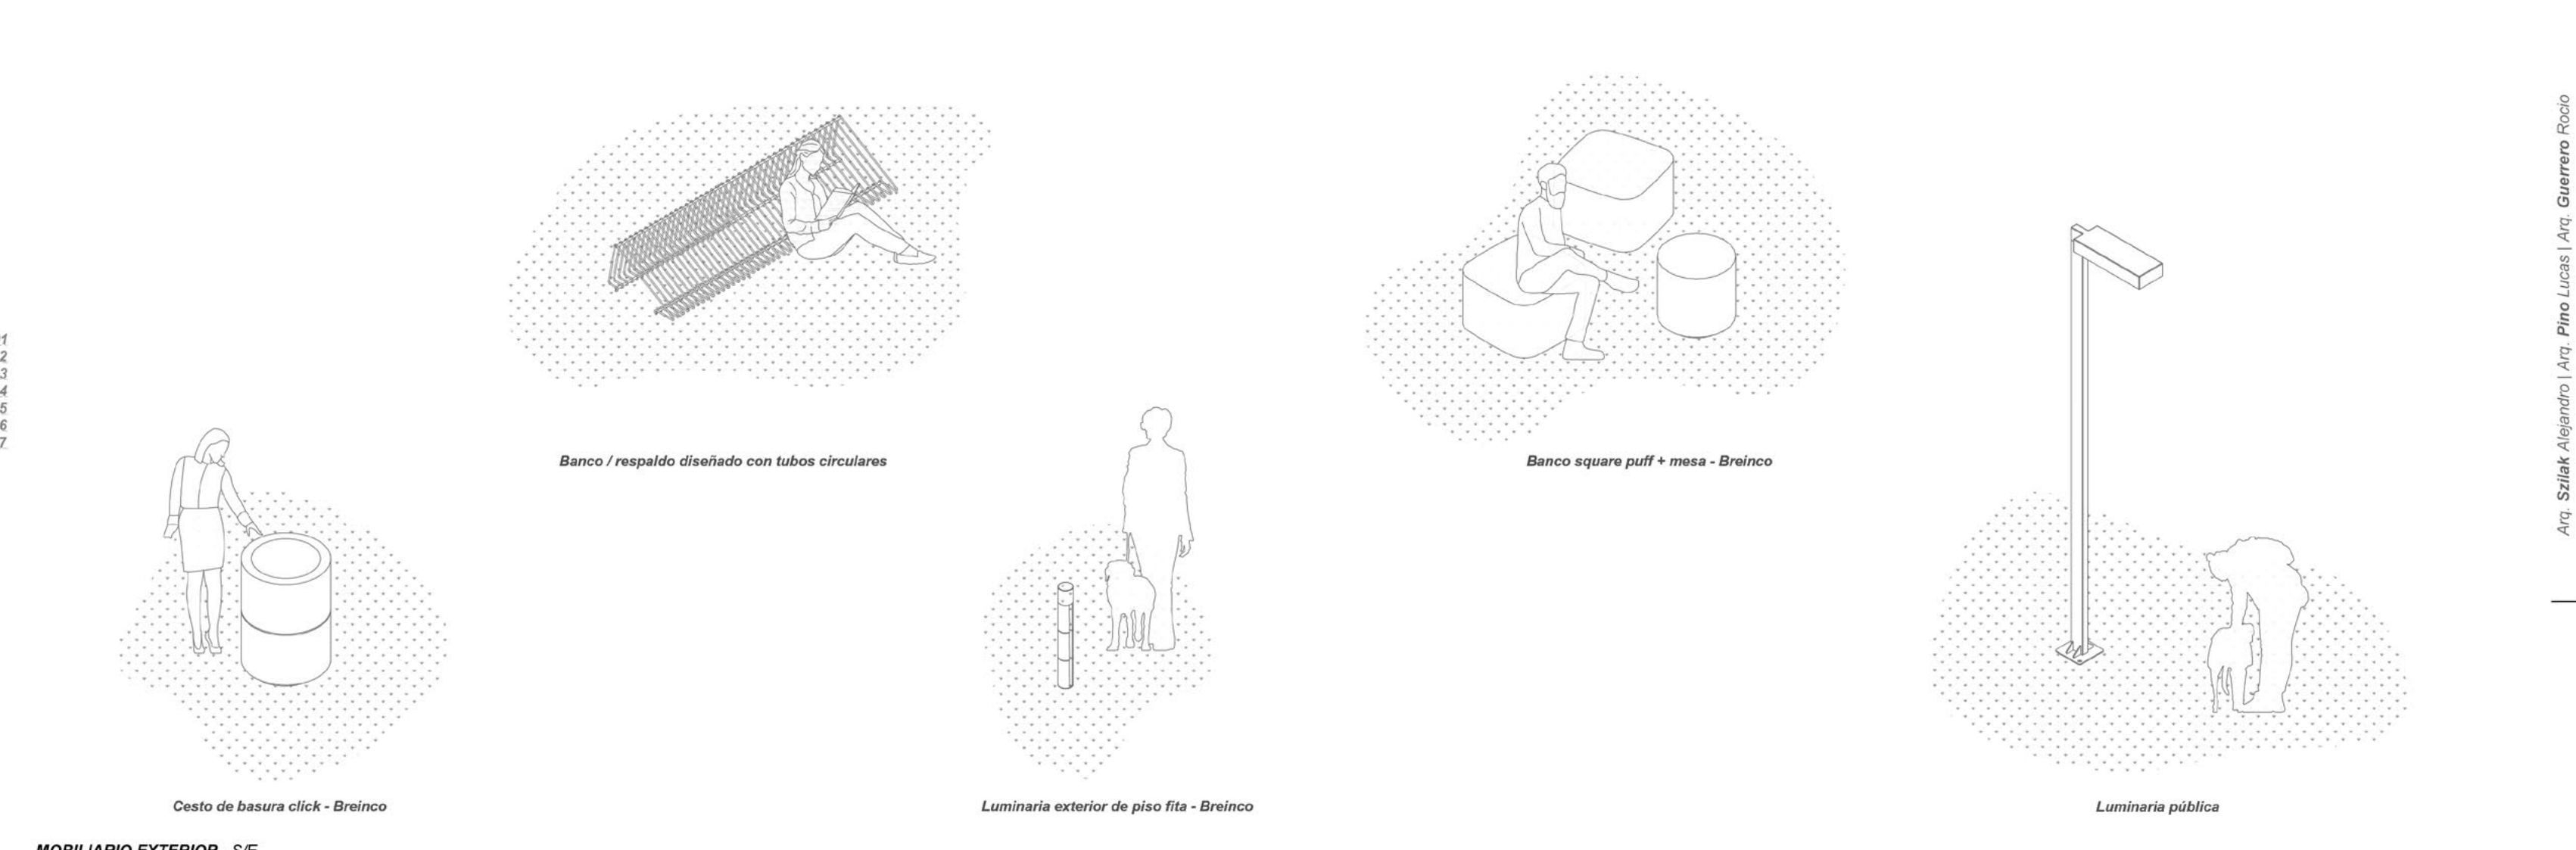 1
2
3
4
5
6
7
Banco / respaldo diseñado con tubos circulares
Banco square puff + mesa - Breinco
Cesto de basura click - Breinco
Luminaria exterior de piso fita - Breinco
Luminaria pública
MOBILIARIO EXTERIOR S/E
Arq. Szilak Alejandro | Arq. Pino Lucas | Arq. Guerrero Rocio